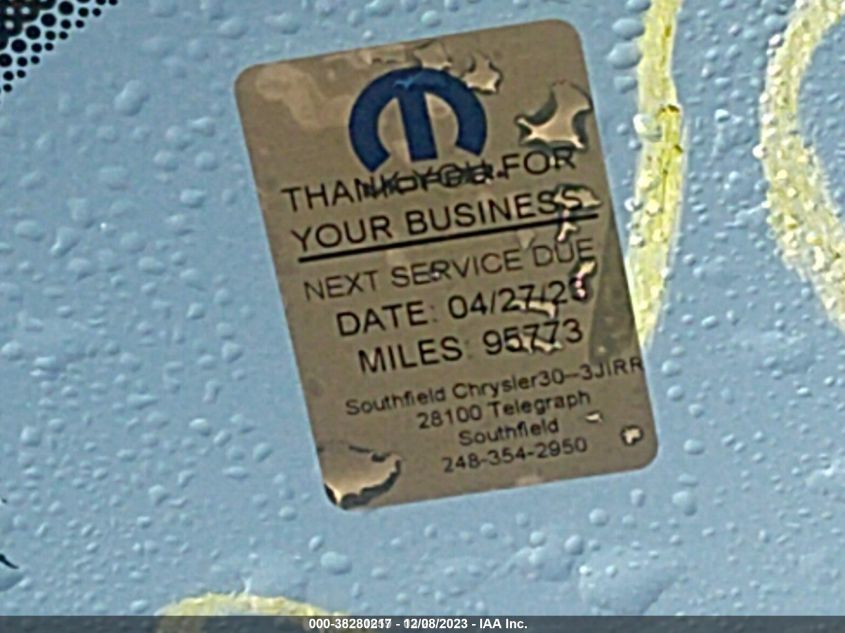 THANK YOU FOR
YOUR BUSINESS
NEXT SERVICE DUE
DATE: 04/27/23
MILES: 95773
Southfield Chrysler30--3JIRR
28100 Telegraph
Southfield
248-354-2950
000-38280217 - 12/08/2023 - IAA Inc.